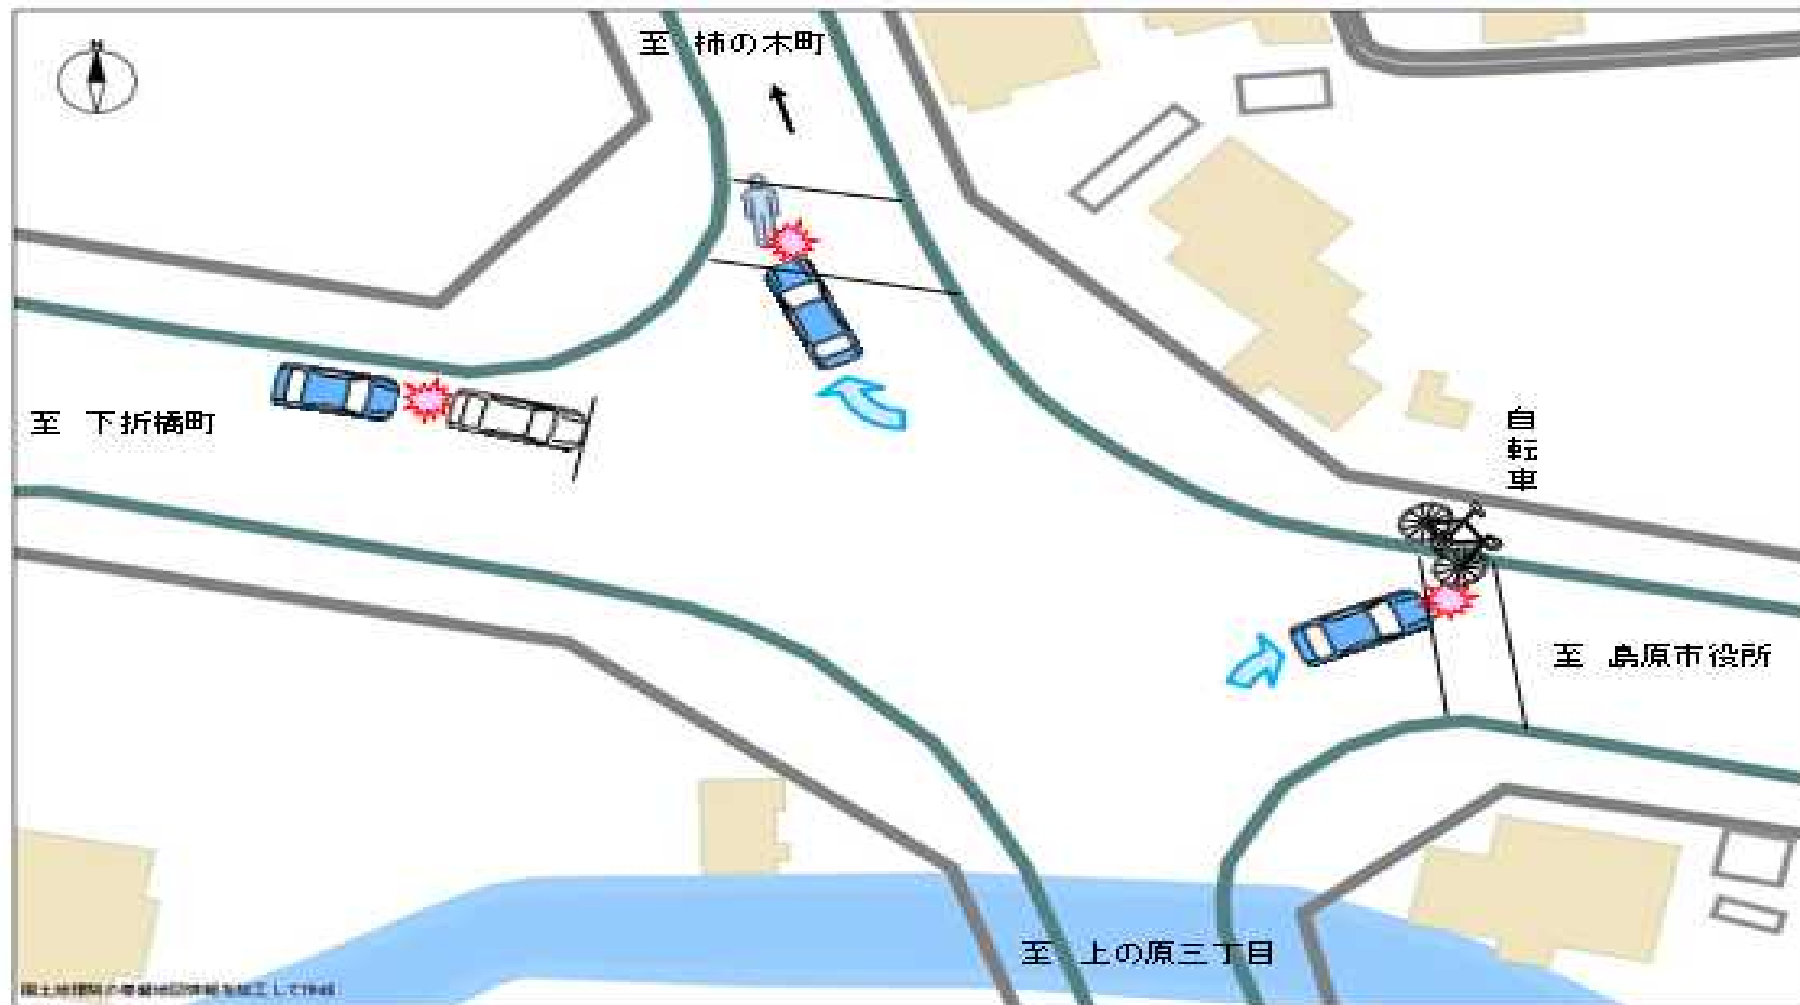 N
至 柿の木町
至 下折橋町
自転車
至 島原市役所
至 上の原三丁目